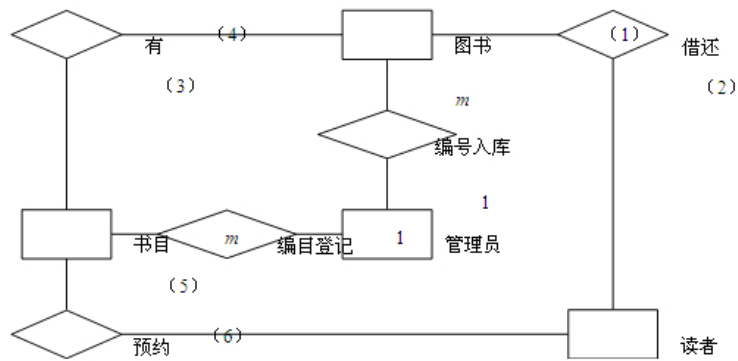 有 （4） 图书 （1） 借还
（3） （2）
m
编号入库
1
书目 m 编目登记 1 管理员
（5）
预约 （6） 读者